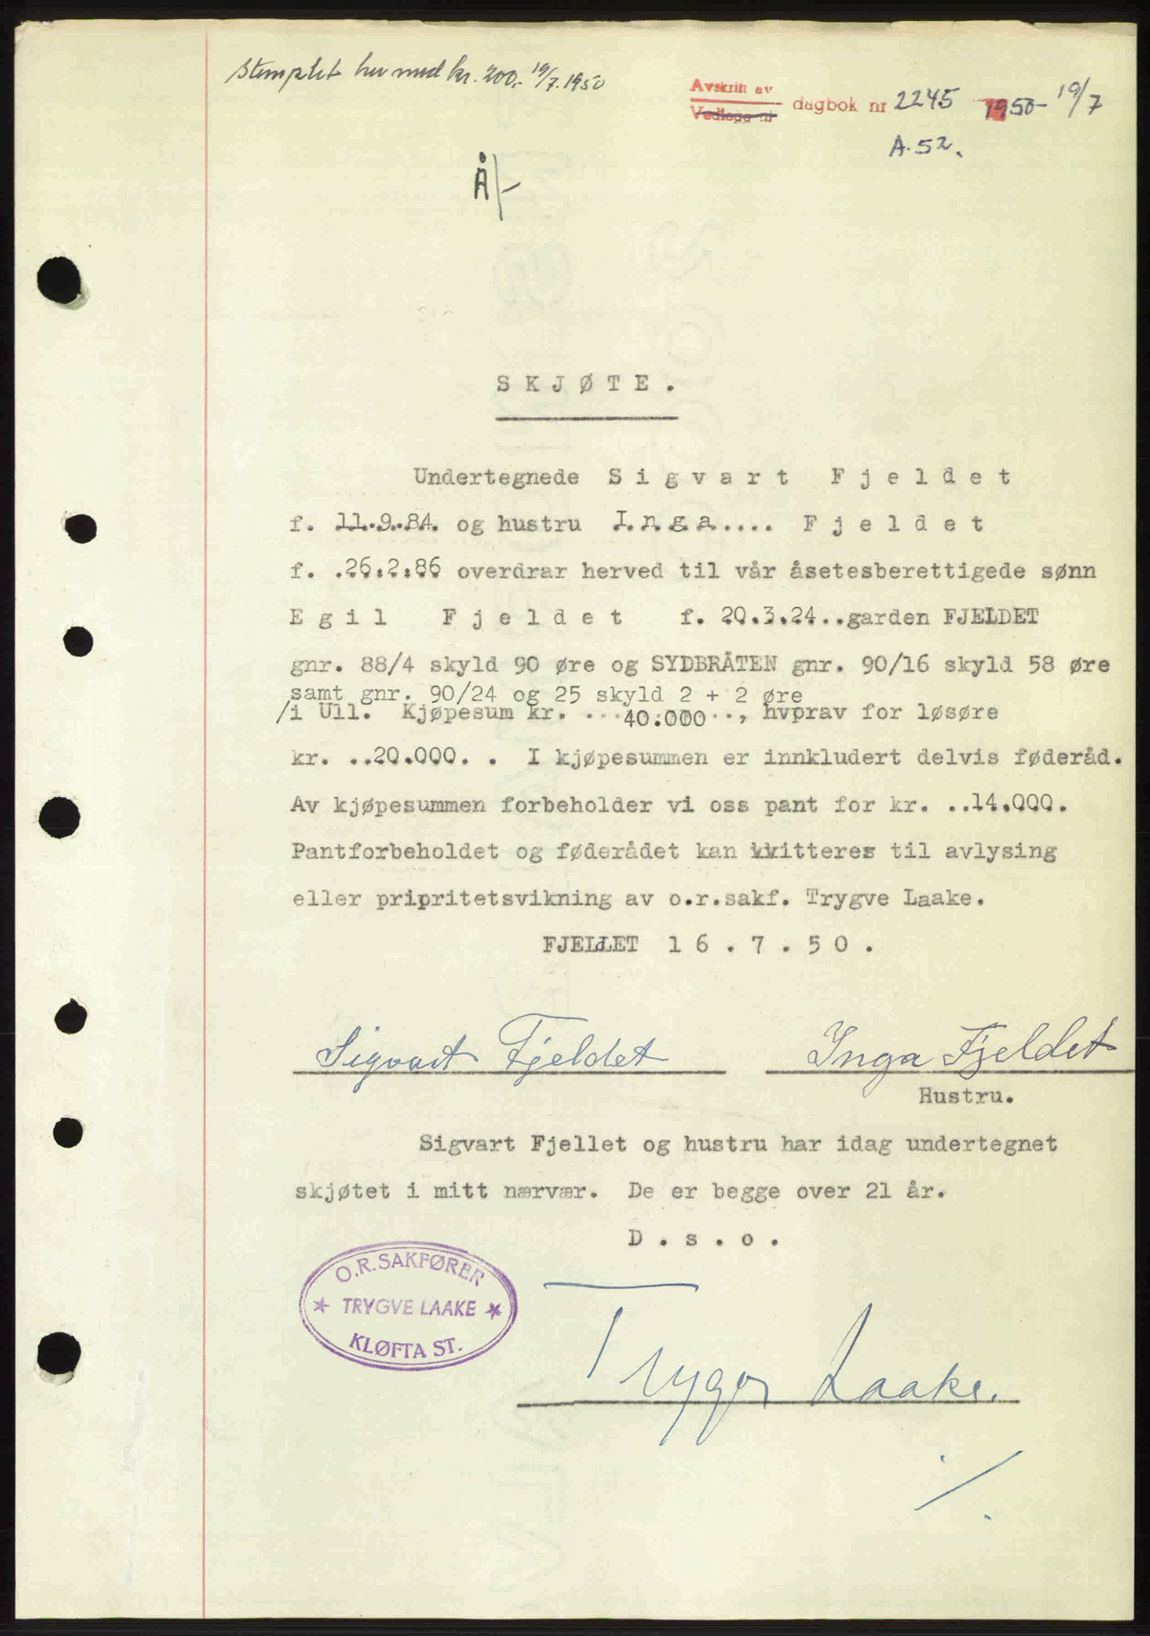 Stemplet her med kr. 200,- 19/7.1950
Avskrift av
Vedlegg nr dagbok nr 2245 1950 - 19/7
A.52.
Å/-
SKJØTE.
Undertegnede Sigvart Fjeldet
f. 11.9.84. og hustru Inga.... Fjeldet
f. .26.2.86 overdrar herved til vår åsetesberettigede sønn
Egil Fjeldet f. 20.3.24..garden FJELDET
gnr. 88/4 skyld 90 øre og SYDBRÅTEN gnr. 90/16 skyld 58 øre
samt gnr. 90/24 og 25 skyld 2 + 2 øre
/i Ull. Kjøpesum kr. ...40.000.., hvprav for løsøre
kr. ..20.000. . I kjøpesummen er innkludert delvis føderåd.
Av kjøpesummen forbeholder vi oss pant for kr. ..14.000.
Pantforbeholdet og føderådet kan kvitteres til avlysing
eller pripritetsvikning av o.r.sakf. Trygve Laake.
FJELLET 16.7.50.
Sigvart Fjeldet Inga Fjeldet
Hustru.
Sigvart Fjellet og hustru har idag undertegnet
skjøtet i mitt nærvær. De er begge over 21 år.
D.s.o.
O.R.SAKFØRER
* TRYGVE LAAKE *
KLØFTA ST.
Trygve Laake.